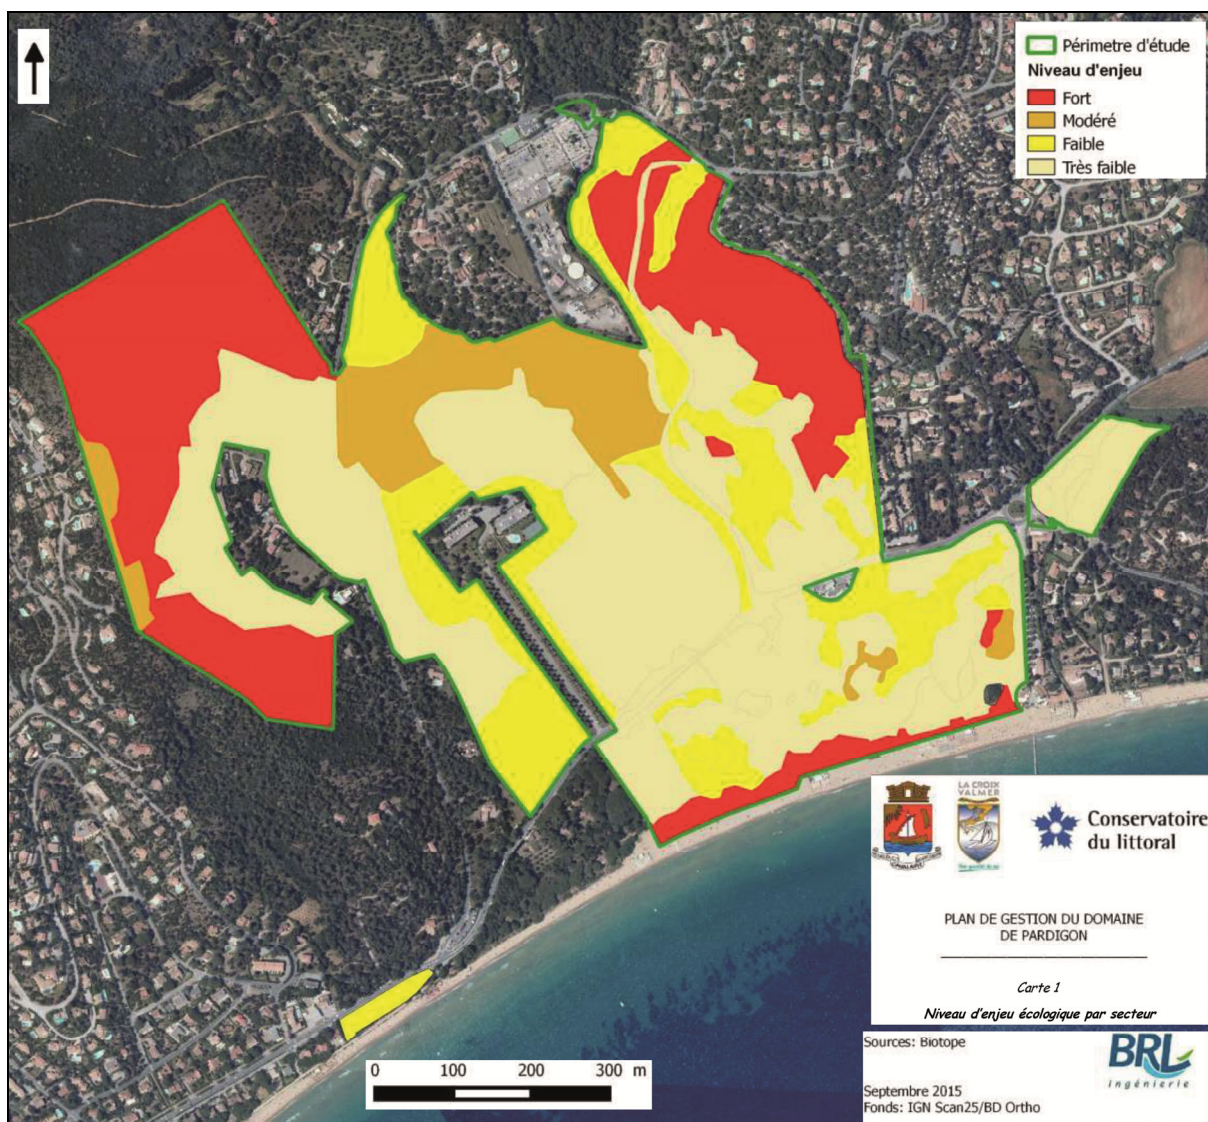 Périmetre d'étude
Niveau d'enjeu
Fort
Modéré
Faible
Très faible
LA CROIX
VALMER
Conservatoire
du littoral
PLAN DE GESTION DU DOMAINE
DE PARDIGON
Carte 1
Niveau d'enjeu écologique par secteur
Sources: Biotope
BRL
ingénierie
Septembre 2015
Fonds: IGN Scan25/BD Ortho
0 100 200 300 m